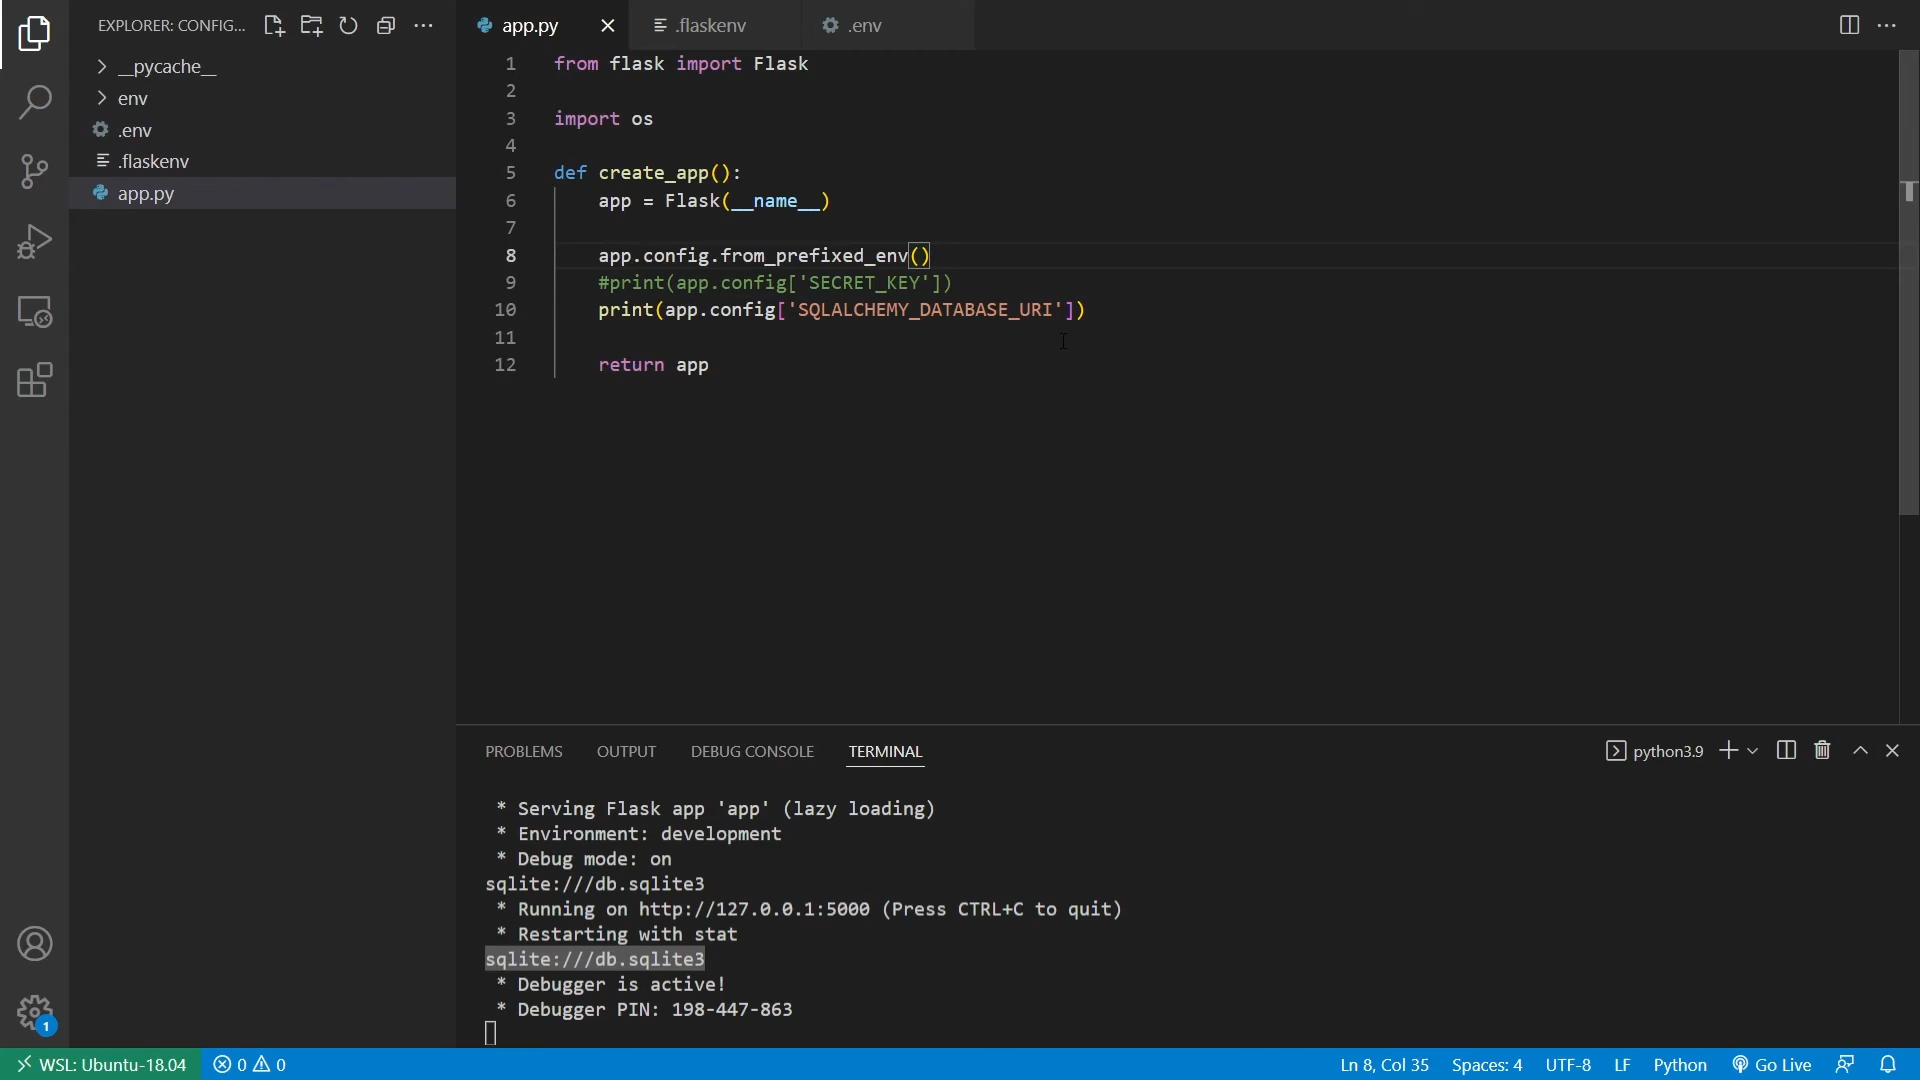 EXPLORER: CONFIG...
__pycache__
env
.env
.flaskenv
app.py
app.py
.flaskenv
.env
1 from flask import Flask
2
3 import os
4
5 def create_app():
6 app = Flask(__name__)
7
8 app.config.from_prefixed_env()
9 #print(app.config['SECRET_KEY'])
10 print(app.config['SQLALCHEMY_DATABASE_URI'])
11
12 return app
PROBLEMS OUTPUT DEBUG CONSOLE TERMINAL python3.9
* Serving Flask app 'app' (lazy loading)
* Environment: development
* Debug mode: on
sqlite:///db.sqlite3
* Running on http://127.0.0.1:5000 (Press CTRL+C to quit)
* Restarting with stat
sqlite:///db.sqlite3
* Debugger is active!
* Debugger PIN: 198-447-863
1
WSL: Ubuntu-18.04 0 0 Ln 8, Col 35 Spaces: 4 UTF-8 LF Python Go Live